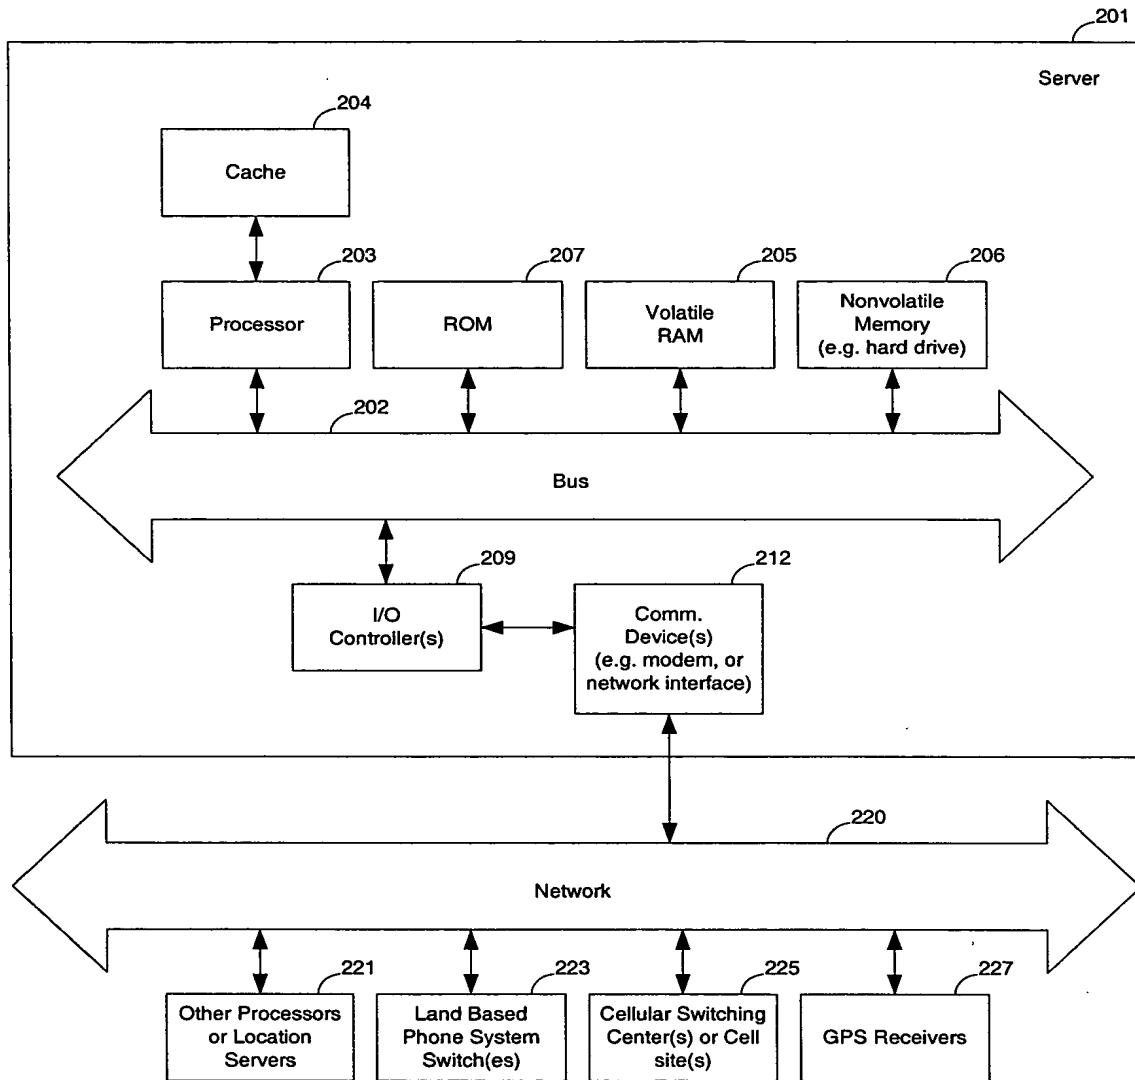 201
Server
204
Cache
203
207
205
206
Processor
ROM
Volatile
RAM
Nonvolatile
Memory
(e.g. hard drive)
202
Bus
209
212
I/O
Controller(s)
Comm.
Device(s)
(e.g. modem, or
network interface)
220
Network
221
223
225
227
Other Processors
or Location
Servers
Land Based
Phone System
Switch(es)
Cellular Switching
Center(s) or Cell
site(s)
GPS Receivers